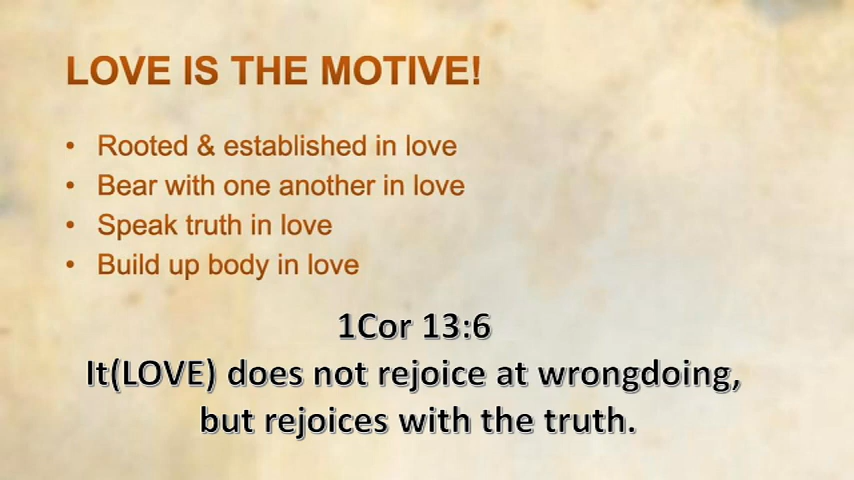 LOVE IS THE MOTIVE!
• Rooted & established in love
• Bear with one another in love
• Speak truth in love
• Build up body in love
1Cor 13:6
It(LOVE) does not rejoice at wrongdoing,
but rejoices with the truth.